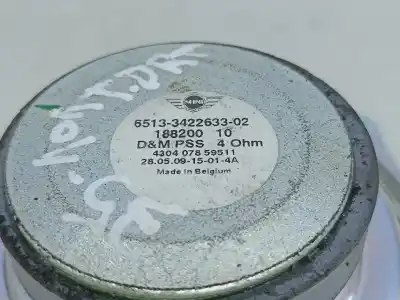 MINI
6513-3422633-02
188200 10
D&M PSS 4 Ohm
4304 078 59511
28.05.09-15-01-4A
Made in Belgium